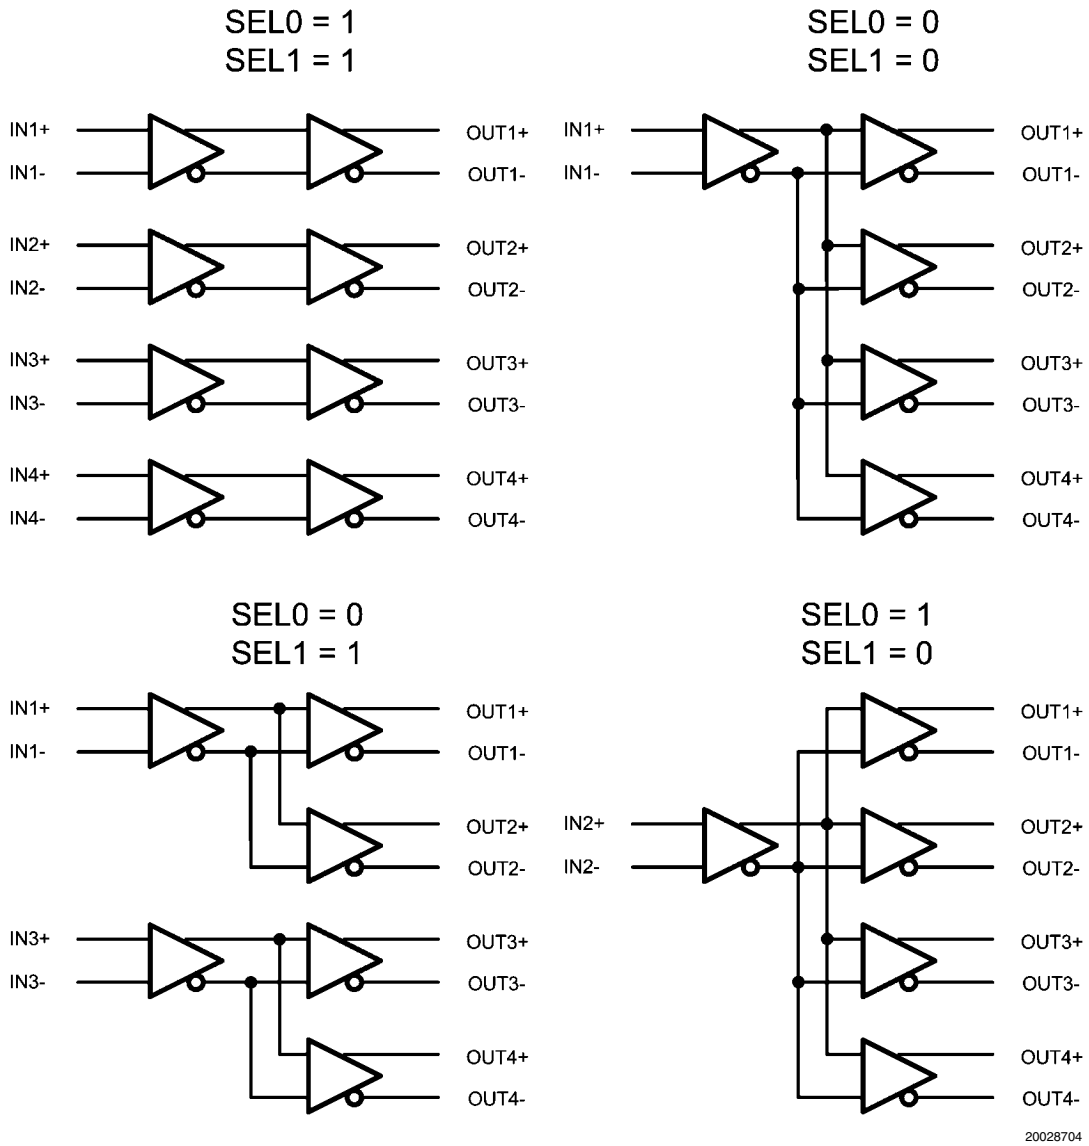 SEL0 = 1
SEL1 = 1
IN1+
IN1-
OUT1+
OUT1-
IN2+
IN2-
OUT2+
OUT2-
IN3+
IN3-
OUT3+
OUT3-
IN4+
IN4-
OUT4+
OUT4-
SEL0 = 0
SEL1 = 0
IN1+
IN1-
OUT1+
OUT1-
OUT2+
OUT2-
OUT3+
OUT3-
OUT4+
OUT4-
SEL0 = 0
SEL1 = 1
IN1+
IN1-
OUT1+
OUT1-
OUT2+
OUT2-
IN3+
IN3-
OUT3+
OUT3-
OUT4+
OUT4-
SEL0 = 1
SEL1 = 0
OUT1+
OUT1-
IN2+
IN2-
OUT2+
OUT2-
OUT3+
OUT3-
OUT4+
OUT4-
20028704